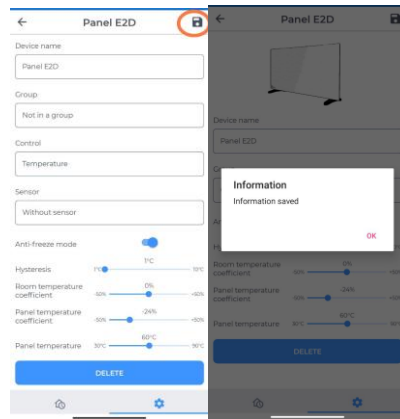 Panel E2D
Device name
Panel E2D
Group
Not in a group
Control
Temperature
Sensor
Without sensor
Anti-freeze mode
1°C
Hysteresis 1°C 10°C
Room temperature coefficient 0%
-50% +50%
Panel temperature coefficient -24%
-50% +50%
60°C
Panel temperature 30°C 90°C
DELETE
Panel E2D
Device name
Panel E2D
Information
Information saved
OK
Room temperature coefficient 0%
-50%
Panel temperature coefficient -24%
-50%
60°C
Panel temperature 30°C
DELETE